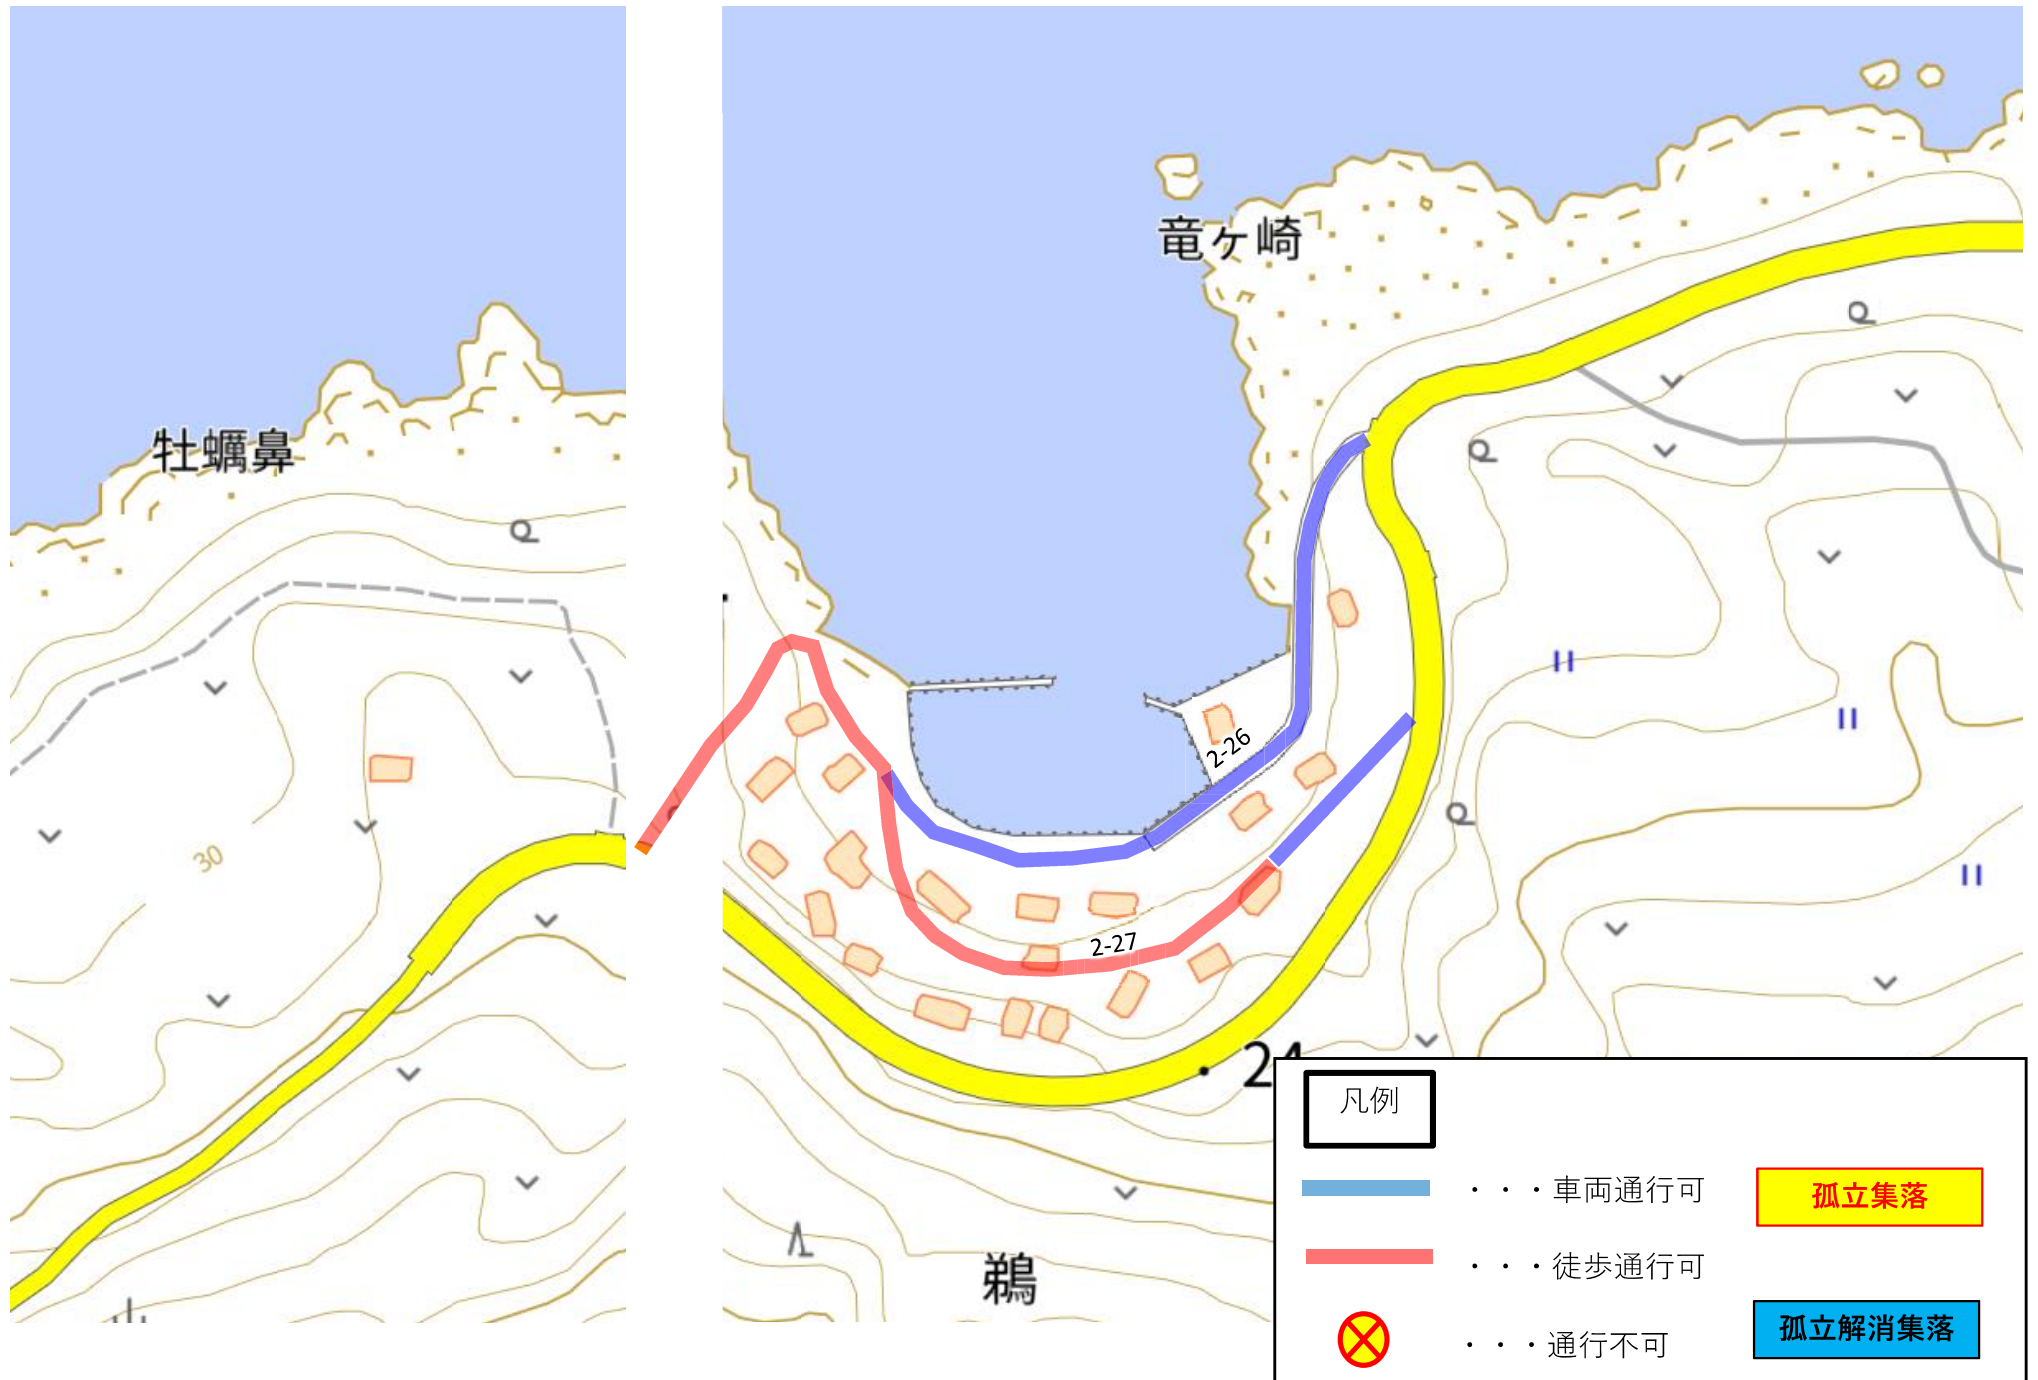 竜ヶ崎
牡蠣鼻
30
2-26
2-27
24
鵜
凡例
・・・車両通行可
孤立集落
・・・徒歩通行可
孤立解消集落
・・・通行不可